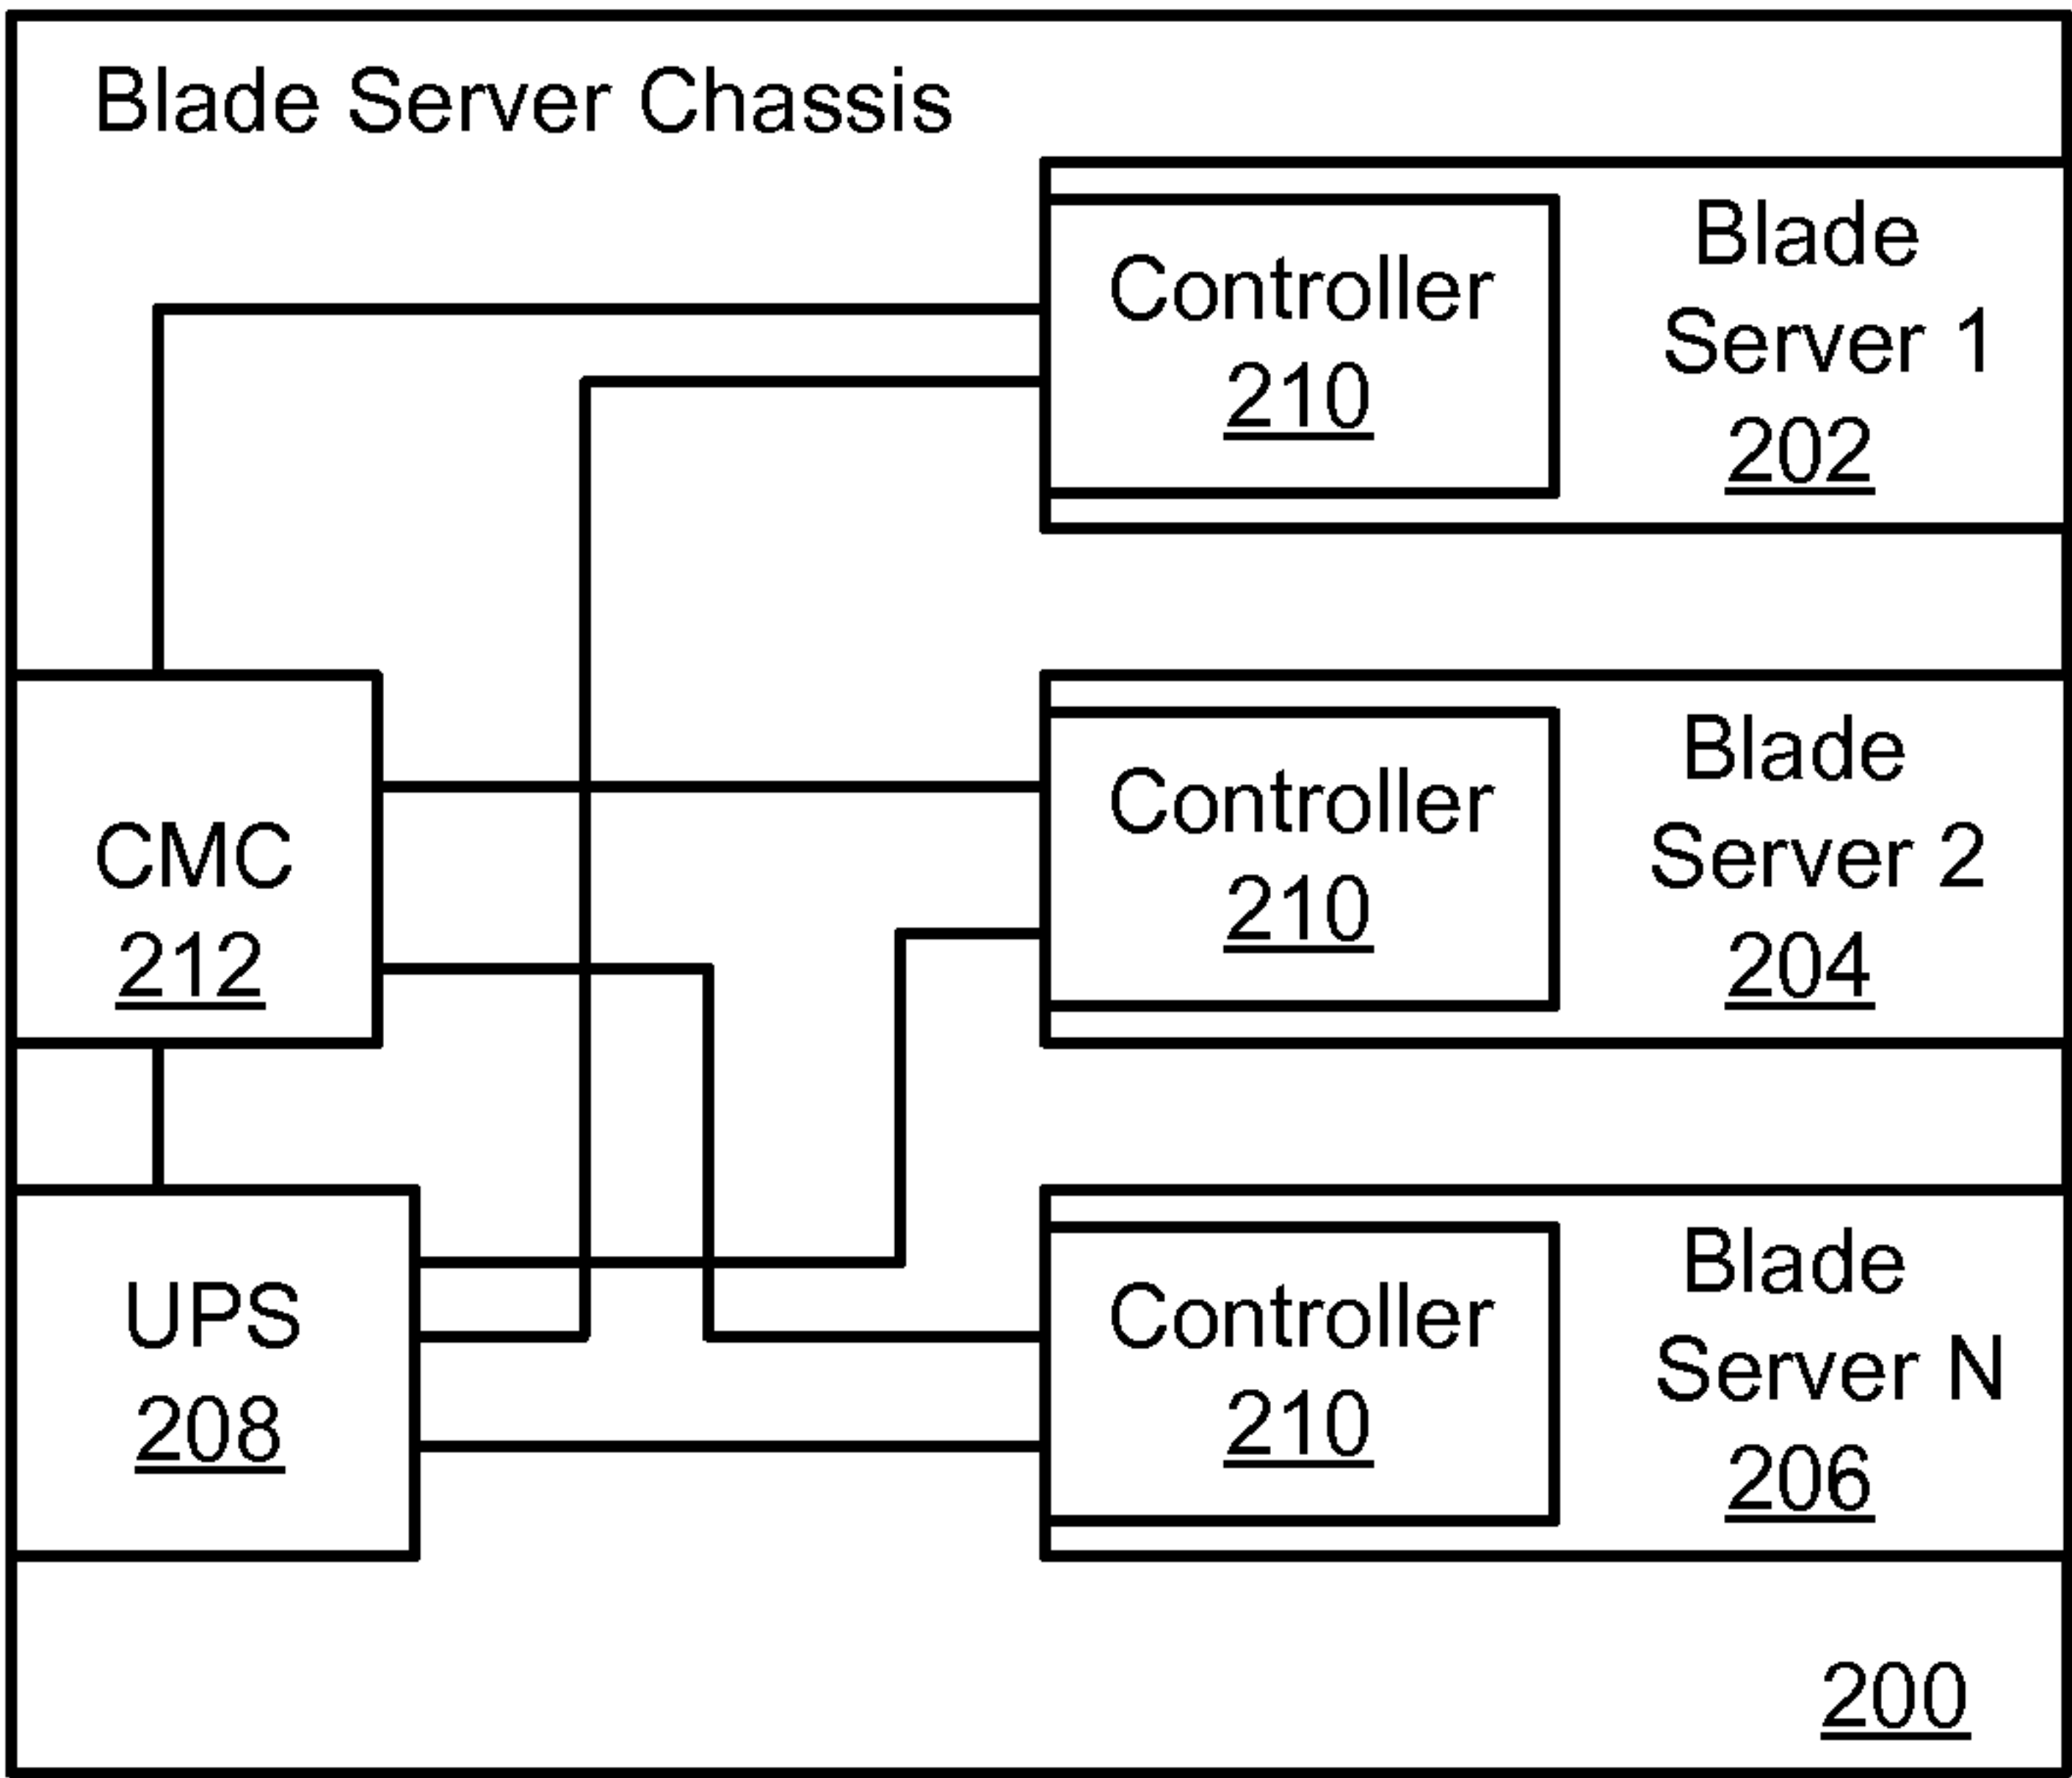 Blade Server Chassis
Controller
210
Blade
Server 1
202
CMC
212
Controller
210
Blade
Server 2
204
UPS
208
Controller
210
Blade
Server N
206
200